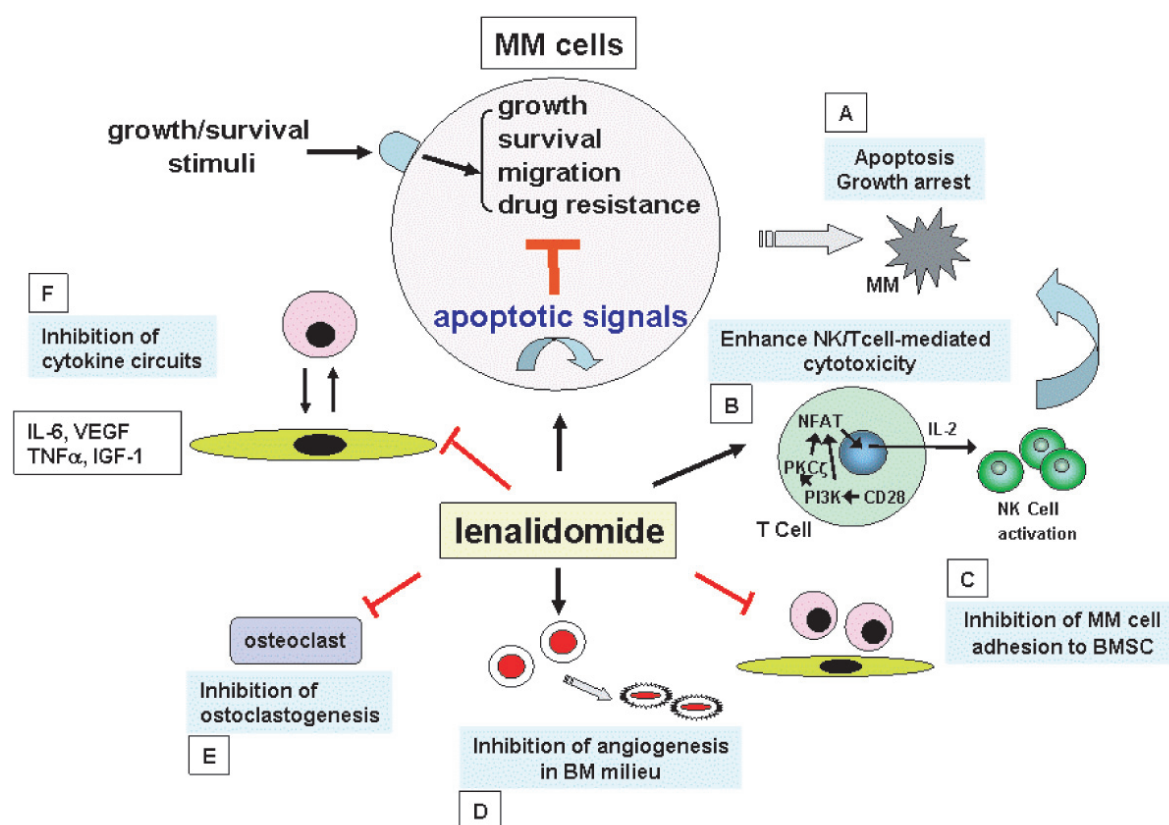 MM cells
growth/survival
stimuli
growth
survival
migration
drug resistance
apoptotic signals
A
Apoptosis
Growth arrest
MM
F
Inhibition of
cytokine circuits
IL-6, VEGF
TNFα, IGF-1
Enhance NK/Tcell-mediated
cytotoxicity
B
NFAT
PKCζ
PI3K
CD28
T Cell
IL-2
NK Cell
activation
lenalidomide
C
Inhibition of MM cell
adhesion to BMSC
osteoclast
Inhibition of
ostoclastogenesis
E
Inhibition of angiogenesis
in BM milieu
D